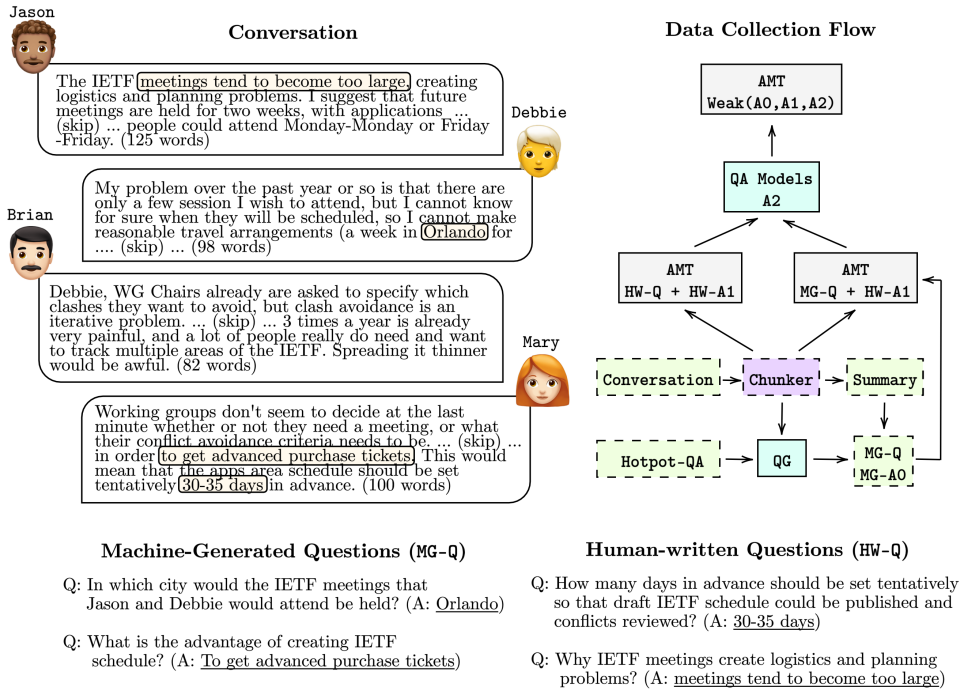 Jason
Conversation
The IETF meetings tend to become too large, creating
logistics and planning problems. I suggest that future
meetings are held for two weeks, with applications ...
(skip) ... people could attend Monday-Monday or Friday
-Friday. (125 words)
Debbie
My problem over the past year or so is that there are
only a few session I wish to attend, but I cannot know
for sure when they will be scheduled, so I cannot make
reasonable travel arrangements (a week in Orlando for
.... (skip) ... (98 words)
Brian
Debbie, WG Chairs already are asked to specify which
clashes they want to avoid, but clash avoidance is an
iterative problem. ... (skip) ... 3 times a year is already
very painful, and a lot of people really do need and want
to track multiple areas of the IETF. Spreading it thinner
would be awful. (82 words)
Mary
Working groups don't seem to decide at the last
minute whether or not they need a meeting, or what
their conflict avoidance criteria needs to be. ... (skip) ...
in order to get advanced purchase tickets. This would
mean that the apps area schedule should be set
tentatively 30-35 days in advance. (100 words)
Data Collection Flow
AMT
Weak(A0,A1,A2)
QA Models
A2
AMT
HW-Q + HW-A1
AMT
MG-Q + HW-A1
Conversation
Chunker
Summary
Hotpot-QA
QG
MG-Q
MG-A0
Machine-Generated Questions (MG-Q)
Q: In which city would the IETF meetings that
Jason and Debbie would attend be held? (A: Orlando)
Q: What is the advantage of creating IETF
schedule? (A: To get advanced purchase tickets)
Human-written Questions (HW-Q)
Q: How many days in advance should be set tentatively
so that draft IETF schedule could be published and
conflicts reviewed? (A: 30-35 days)
Q: Why IETF meetings create logistics and planning
problems? (A: meetings tend to become too large)